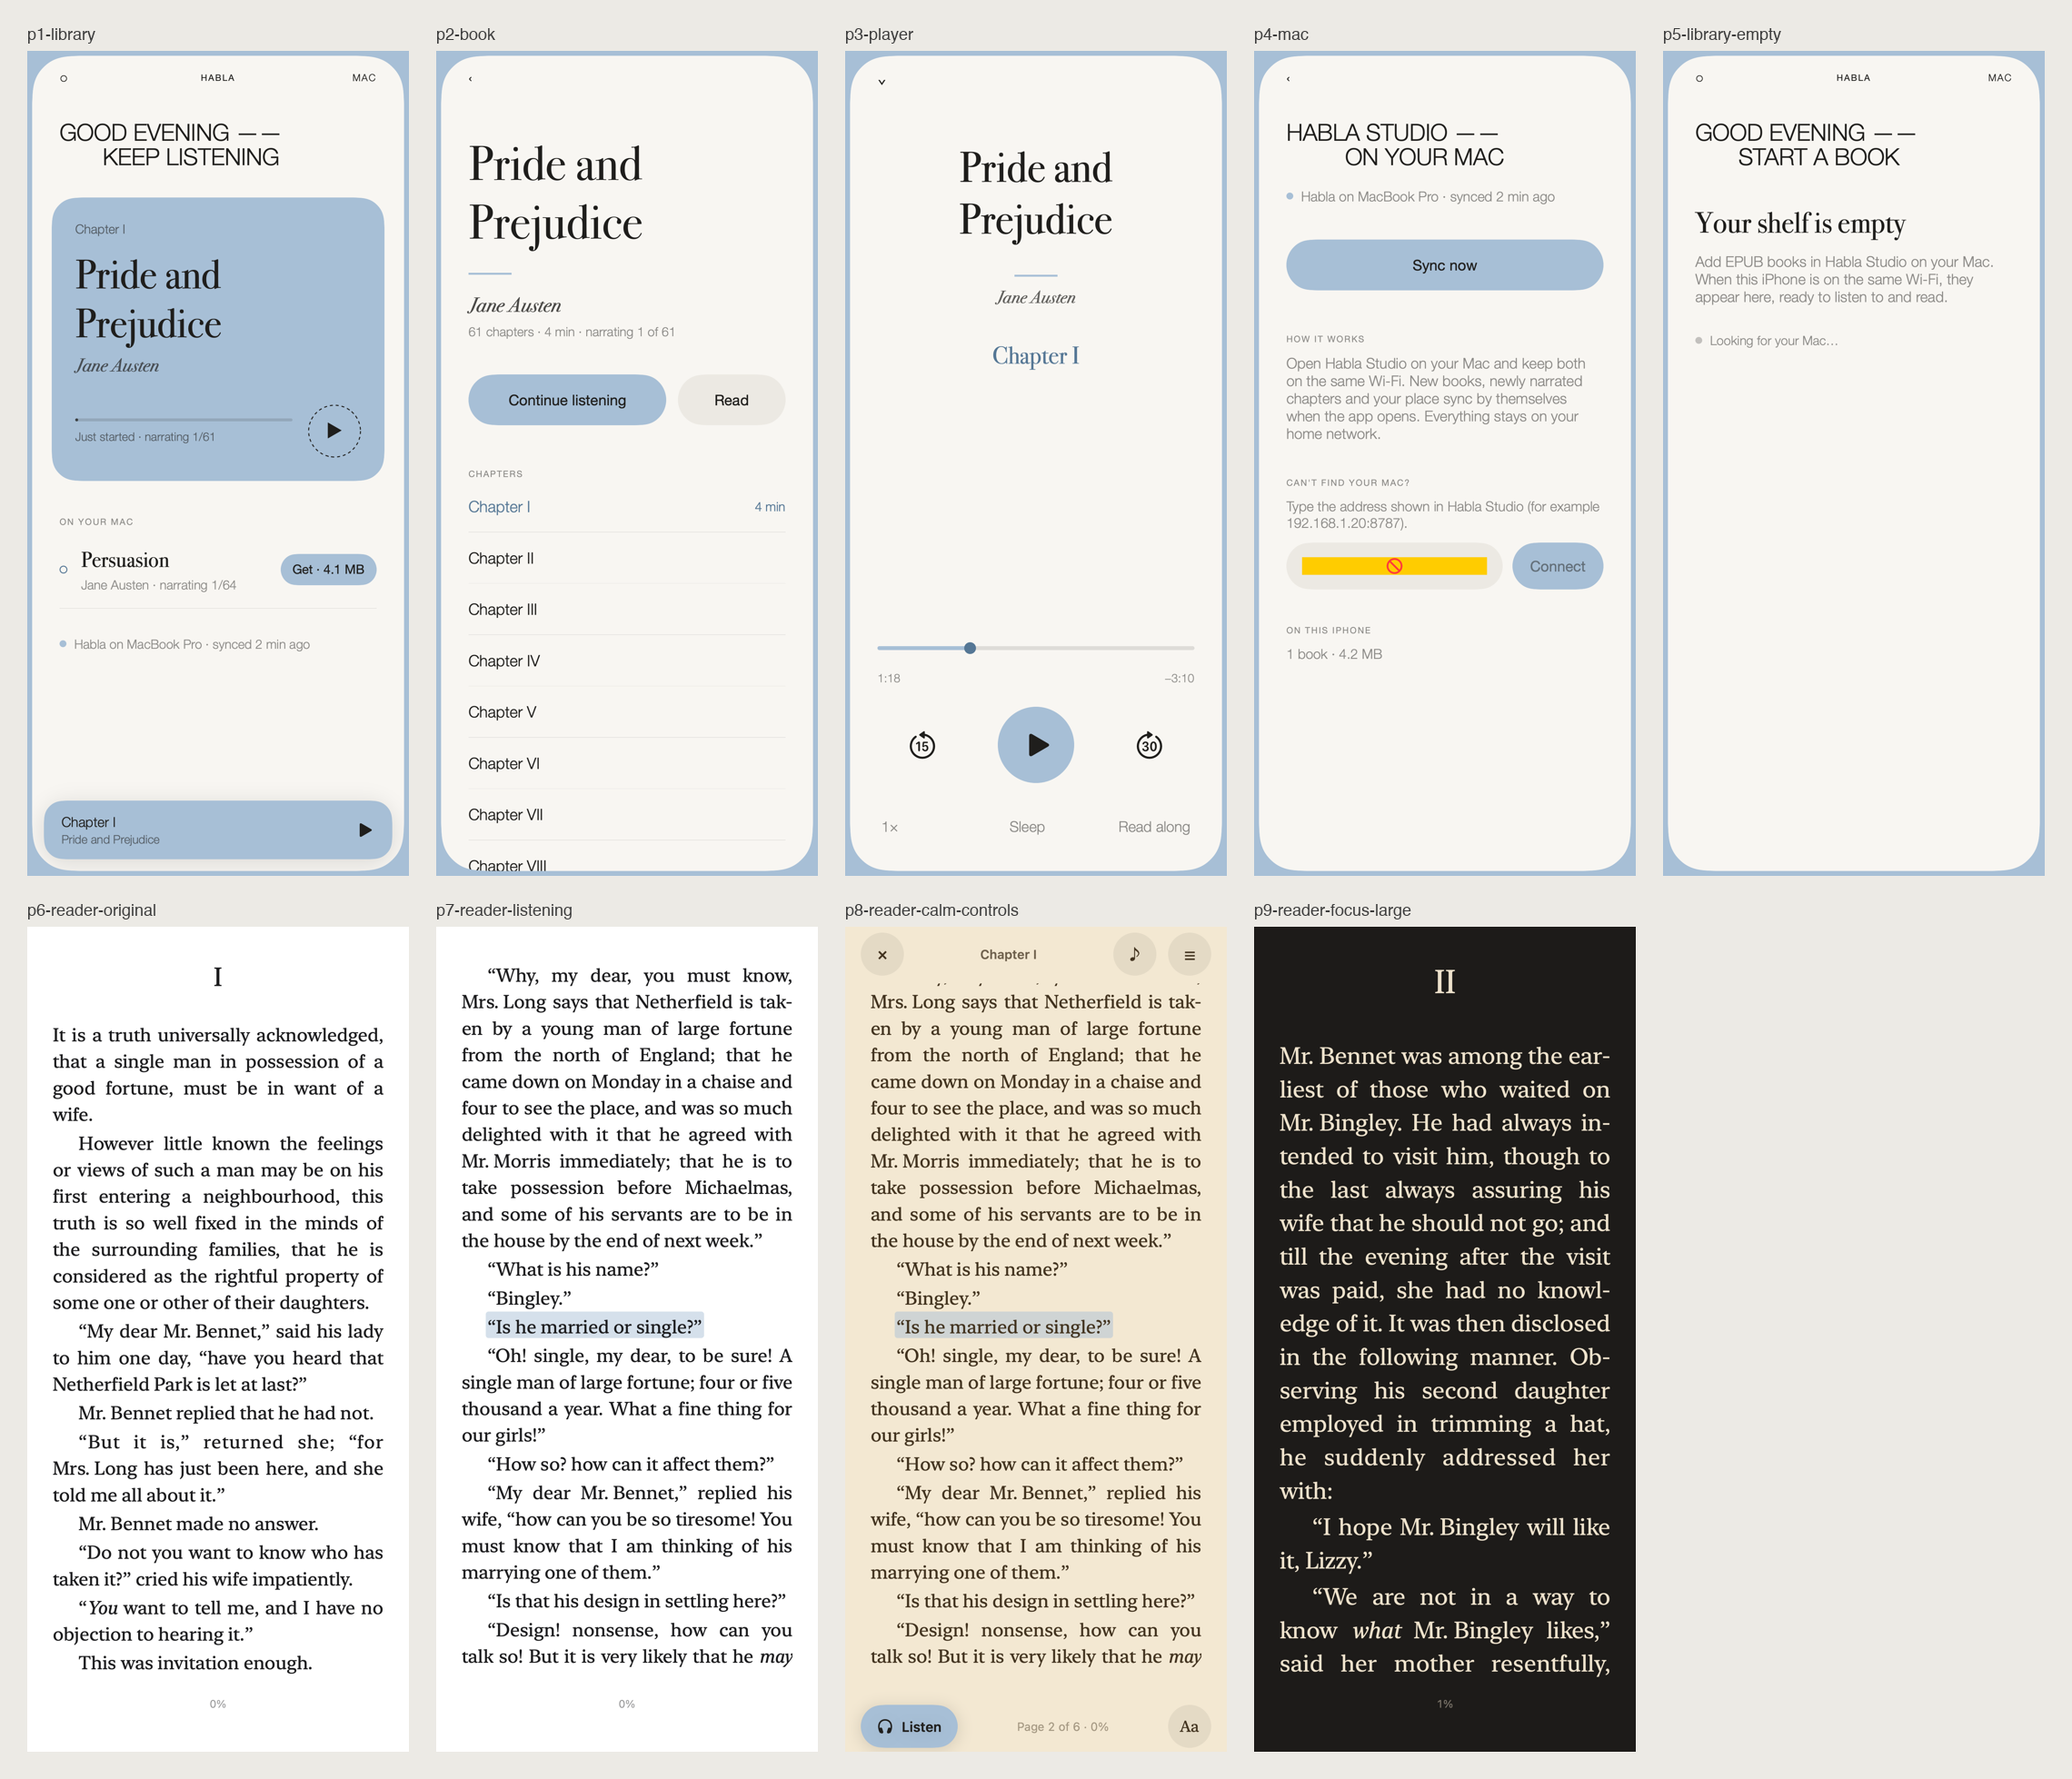 p1-library
HABLA
MAC
GOOD EVENING — —
KEEP LISTENING
Chapter I
Pride and
Prejudice
Jane Austen
Just started · narrating 1/61
ON YOUR MAC
Persuasion
Jane Austen · narrating 1/64
Get · 4.1 MB
Habla on MacBook Pro · synced 2 min ago
Chapter I
Pride and Prejudice
p2-book
Pride and
Prejudice
Jane Austen
61 chapters · 4 min · narrating 1 of 61
Continue listening
Read
CHAPTERS
Chapter I
4 min
Chapter II
Chapter III
Chapter IV
Chapter V
Chapter VI
Chapter VII
Chapter VIII
p3-player
Pride and
Prejudice
Jane Austen
Chapter I
1:18
–3:10
15
30
1×
Sleep
Read along
p4-mac
HABLA STUDIO — —
ON YOUR MAC
Habla on MacBook Pro · synced 2 min ago
Sync now
HOW IT WORKS
Open Habla Studio on your Mac and keep both
on the same Wi-Fi. New books, newly narrated
chapters and your place sync by themselves
when the app opens. Everything stays on your
home network.
CAN'T FIND YOUR MAC?
Type the address shown in Habla Studio (for example
192.168.1.20:8787).
Connect
ON THIS IPHONE
1 book · 4.2 MB
p5-library-empty
HABLA
MAC
GOOD EVENING — —
START A BOOK
Your shelf is empty
Add EPUB books in Habla Studio on your Mac.
When this iPhone is on the same Wi-Fi, they
appear here, ready to listen to and read.
Looking for your Mac…
p6-reader-original
I
It is a truth universally acknowledged,
that a single man in possession of a
good fortune, must be in want of a
wife.
However little known the feelings
or views of such a man may be on his
first entering a neighbourhood, this
truth is so well fixed in the minds of
the surrounding families, that he is
considered as the rightful property of
some one or other of their daughters.
“My dear Mr. Bennet,” said his lady
to him one day, “have you heard that
Netherfield Park is let at last?”
Mr. Bennet replied that he had not.
“But it is,” returned she; “for
Mrs. Long has just been here, and she
told me all about it.”
Mr. Bennet made no answer.
“Do not you want to know who has
taken it?” cried his wife impatiently.
“You want to tell me, and I have no
objection to hearing it.”
This was invitation enough.
0%
p7-reader-listening
“Why, my dear, you must know,
Mrs. Long says that Netherfield is tak-
en by a young man of large fortune
from the north of England; that he
came down on Monday in a chaise and
four to see the place, and was so much
delighted with it that he agreed with
Mr. Morris immediately; that he is to
take possession before Michaelmas,
and some of his servants are to be in
the house by the end of next week.”
“What is his name?”
“Bingley.”
“Is he married or single?”
“Oh! single, my dear, to be sure! A
single man of large fortune; four or five
thousand a year. What a fine thing for
our girls!”
“How so? how can it affect them?”
“My dear Mr. Bennet,” replied his
wife, “how can you be so tiresome! You
must know that I am thinking of his
marrying one of them.”
“Is that his design in settling here?”
“Design! nonsense, how can you
talk so! But it is very likely that he may
0%
p8-reader-calm-controls
Chapter I
Mrs. Long says that Netherfield is tak-
en by a young man of large fortune
from the north of England; that he
came down on Monday in a chaise and
four to see the place, and was so much
delighted with it that he agreed with
Mr. Morris immediately; that he is to
take possession before Michaelmas,
and some of his servants are to be in
the house by the end of next week.”
“What is his name?”
“Bingley.”
“Is he married or single?”
“Oh! single, my dear, to be sure! A
single man of large fortune; four or five
thousand a year. What a fine thing for
our girls!”
“How so? how can it affect them?”
“My dear Mr. Bennet,” replied his
wife, “how can you be so tiresome! You
must know that I am thinking of his
marrying one of them.”
“Is that his design in settling here?”
“Design! nonsense, how can you
talk so! But it is very likely that he may
Listen
Page 2 of 6 · 0%
Aa
p9-reader-focus-large
II
Mr. Bennet was among the ear-
liest of those who waited on
Mr. Bingley. He had always in-
tended to visit him, though to
the last always assuring his
wife that he should not go; and
till the evening after the visit
was paid, she had no knowl-
edge of it. It was then disclosed
in the following manner. Ob-
serving his second daughter
employed in trimming a hat,
he suddenly addressed her
with:
“I hope Mr. Bingley will like
it, Lizzy.”
“We are not in a way to
know what Mr. Bingley likes,”
said her mother resentfully,
1%